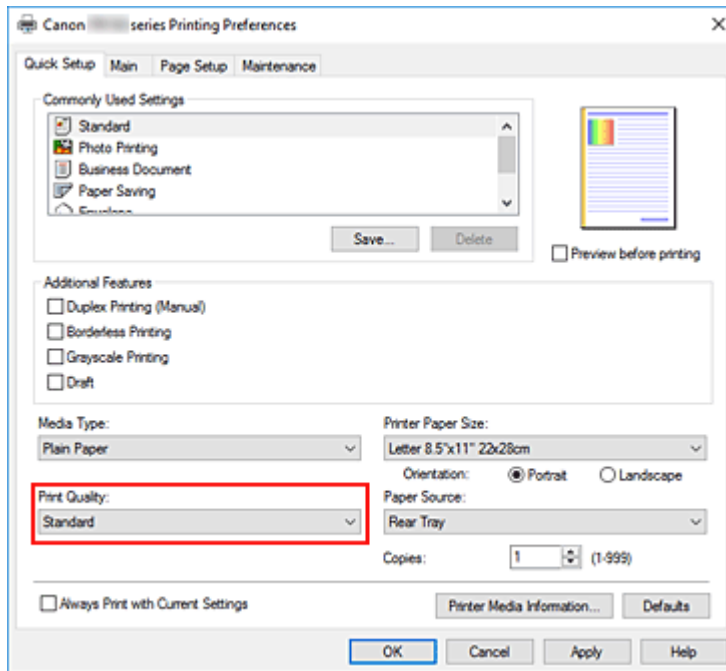 Canon series Printing Preferences
Quick Setup Main Page Setup Maintenance
Commonly Used Settings
Standard
Photo Printing
Business Document
Paper Saving
Envelope
Save... Delete
Preview before printing
Additional Features
Duplex Printing (Manual)
Borderless Printing
Grayscale Printing
Draft
Media Type:
Plain Paper
Printer Paper Size:
Letter 8.5"x11" 22x28cm
Orientation: Portrait Landscape
Print Quality:
Standard
Paper Source:
Rear Tray
Copies: 1 (1-999)
Always Print with Current Settings
Printer Media Information... Defaults
OK Cancel Apply Help